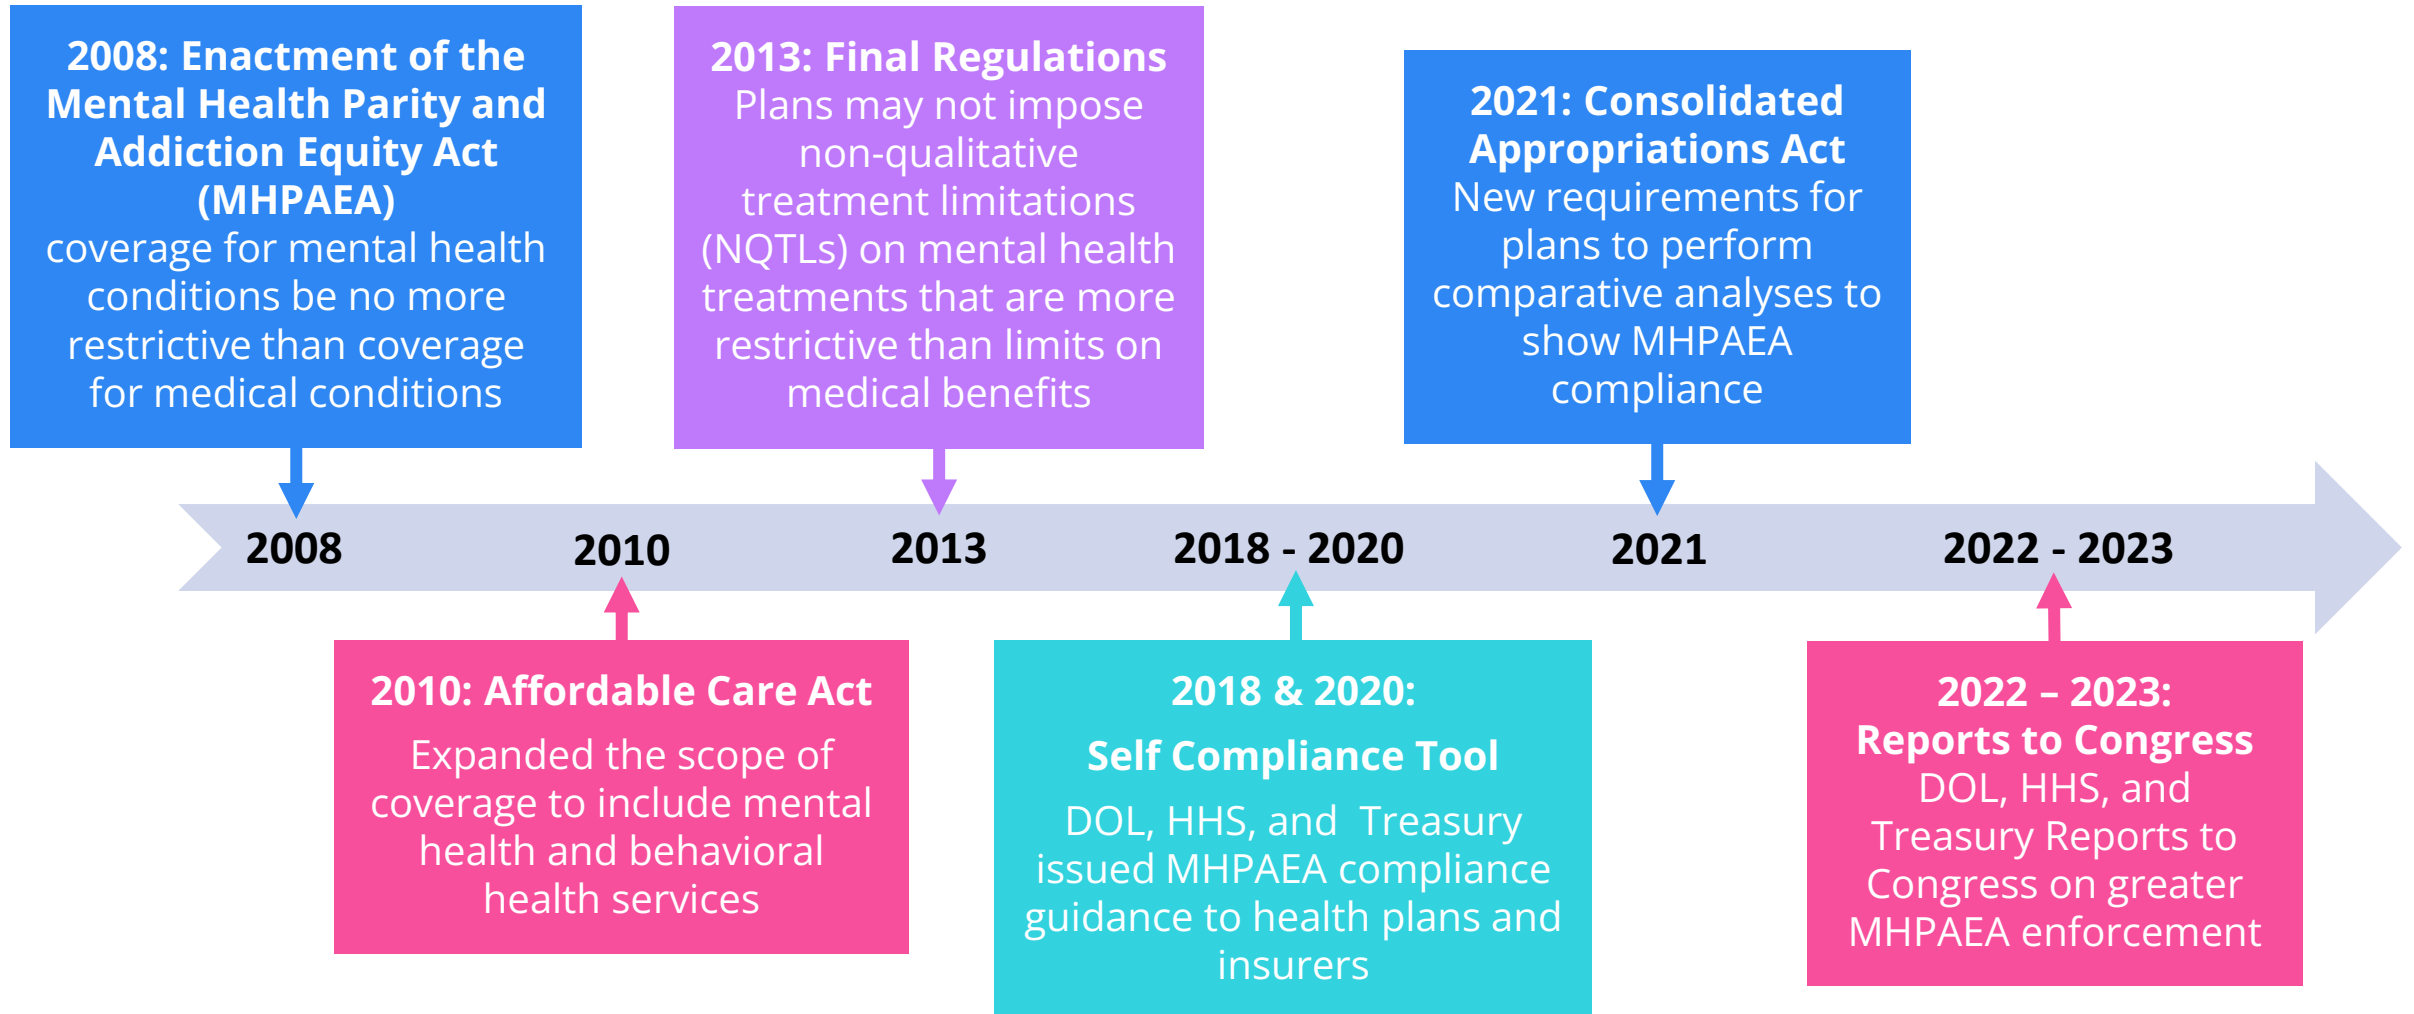 2008: Enactment of the
Mental Health Parity and
Addiction Equity Act
(MHPAEA)
coverage for mental health
conditions be no more
restrictive than coverage
for medical conditions
2013: Final Regulations
Plans may not impose
non-qualitative
treatment limitations
(NQTLs) on mental health
treatments that are more
restrictive than limits on
medical benefits
2021: Consolidated
Appropriations Act
New requirements for
plans to perform
comparative analyses to
show MHPAEA
compliance
2008
2010
2013
2018 - 2020
2021
2022 - 2023
2010: Affordable Care Act
Expanded the scope of
coverage to include mental
health and behavioral
health services
2018 & 2020:
Self Compliance Tool
DOL, HHS, and  Treasury
issued MHPAEA compliance
guidance to health plans and
insurers
2022 – 2023:
Reports to Congress
DOL, HHS, and
Treasury Reports to
Congress on greater
MHPAEA enforcement